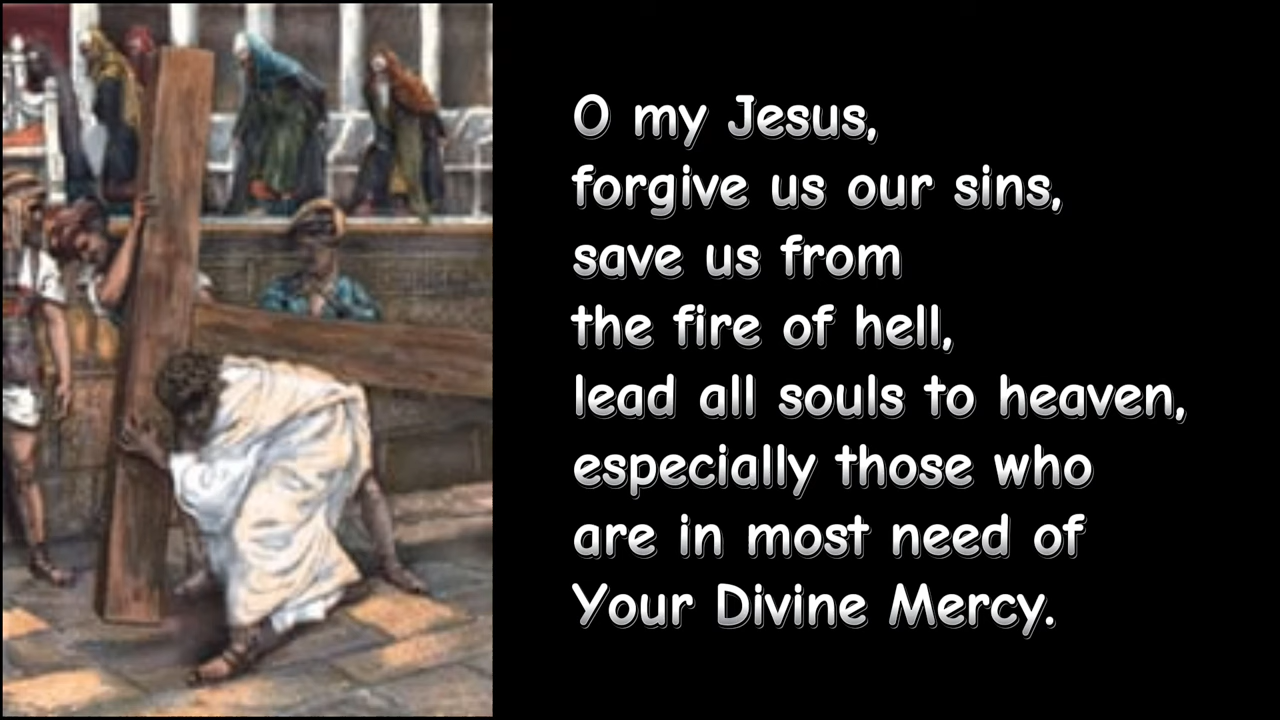 O my Jesus,
forgive us our sins,
save us from
the fire of hell,
lead all souls to heaven,
especially those who
are in most need of
Your Divine Mercy.